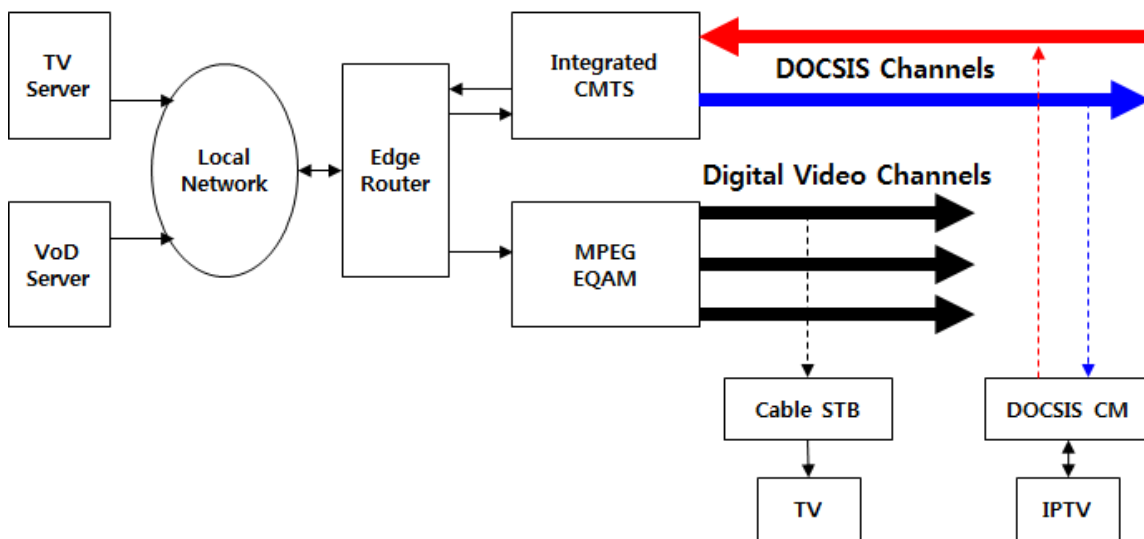 TV
Server
VoD
Server
Local
Network
Edge
Router
Integrated
CMTS
MPEG
EQAM
DOCSIS Channels
Digital Video Channels
Cable STB
TV
DOCSIS CM
IPTV